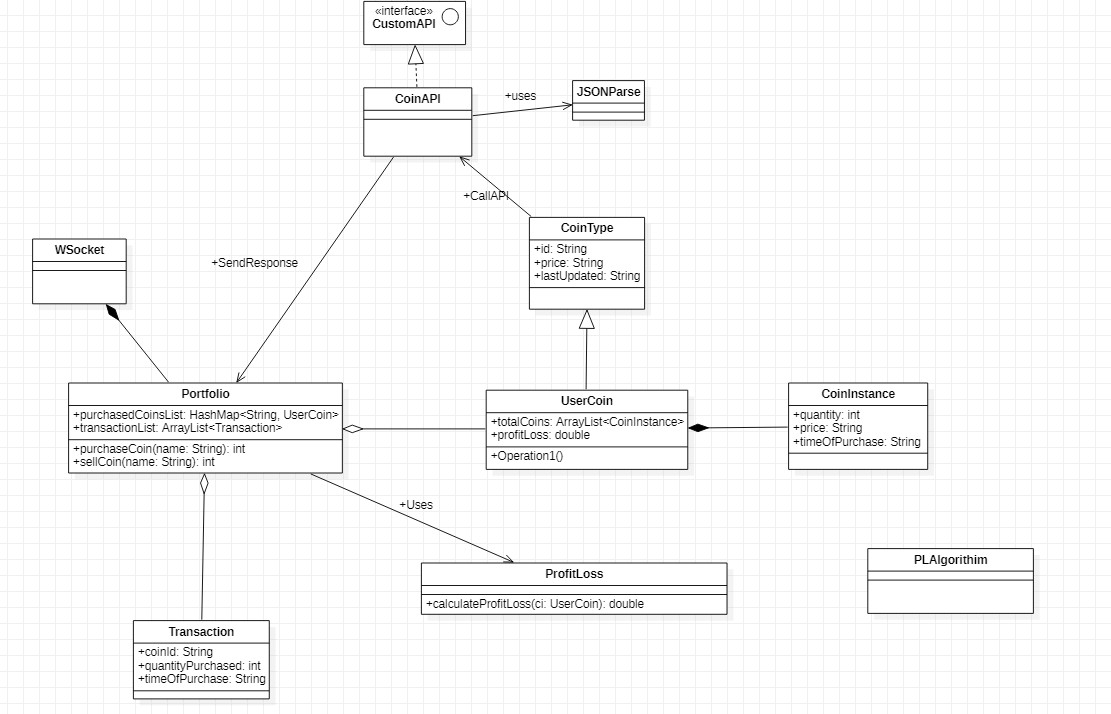 «interface»
CustomAPI
CoinAPI
+uses
JSONParse
+CallAPI
CoinType
+id: String
+price: String
+lastUpdated: String
WSocket
+SendResponse
Portfolio
+purchasedCoinsList: HashMap<String, UserCoin>
+transactionList: ArrayList<Transaction>
+purchaseCoin(name: String): int
+sellCoin(name: String): int
UserCoin
+totalCoins: ArrayList<CoinInstance>
+profitLoss: double
+Operation1()
CoinInstance
+quantity: int
+price: String
+timeOfPurchase: String
+Uses
ProfitLoss
+calculateProfitLoss(ci: UserCoin): double
PLAlgorithim
Transaction
+coinId: String
+quantityPurchased: int
+timeOfPurchase: String